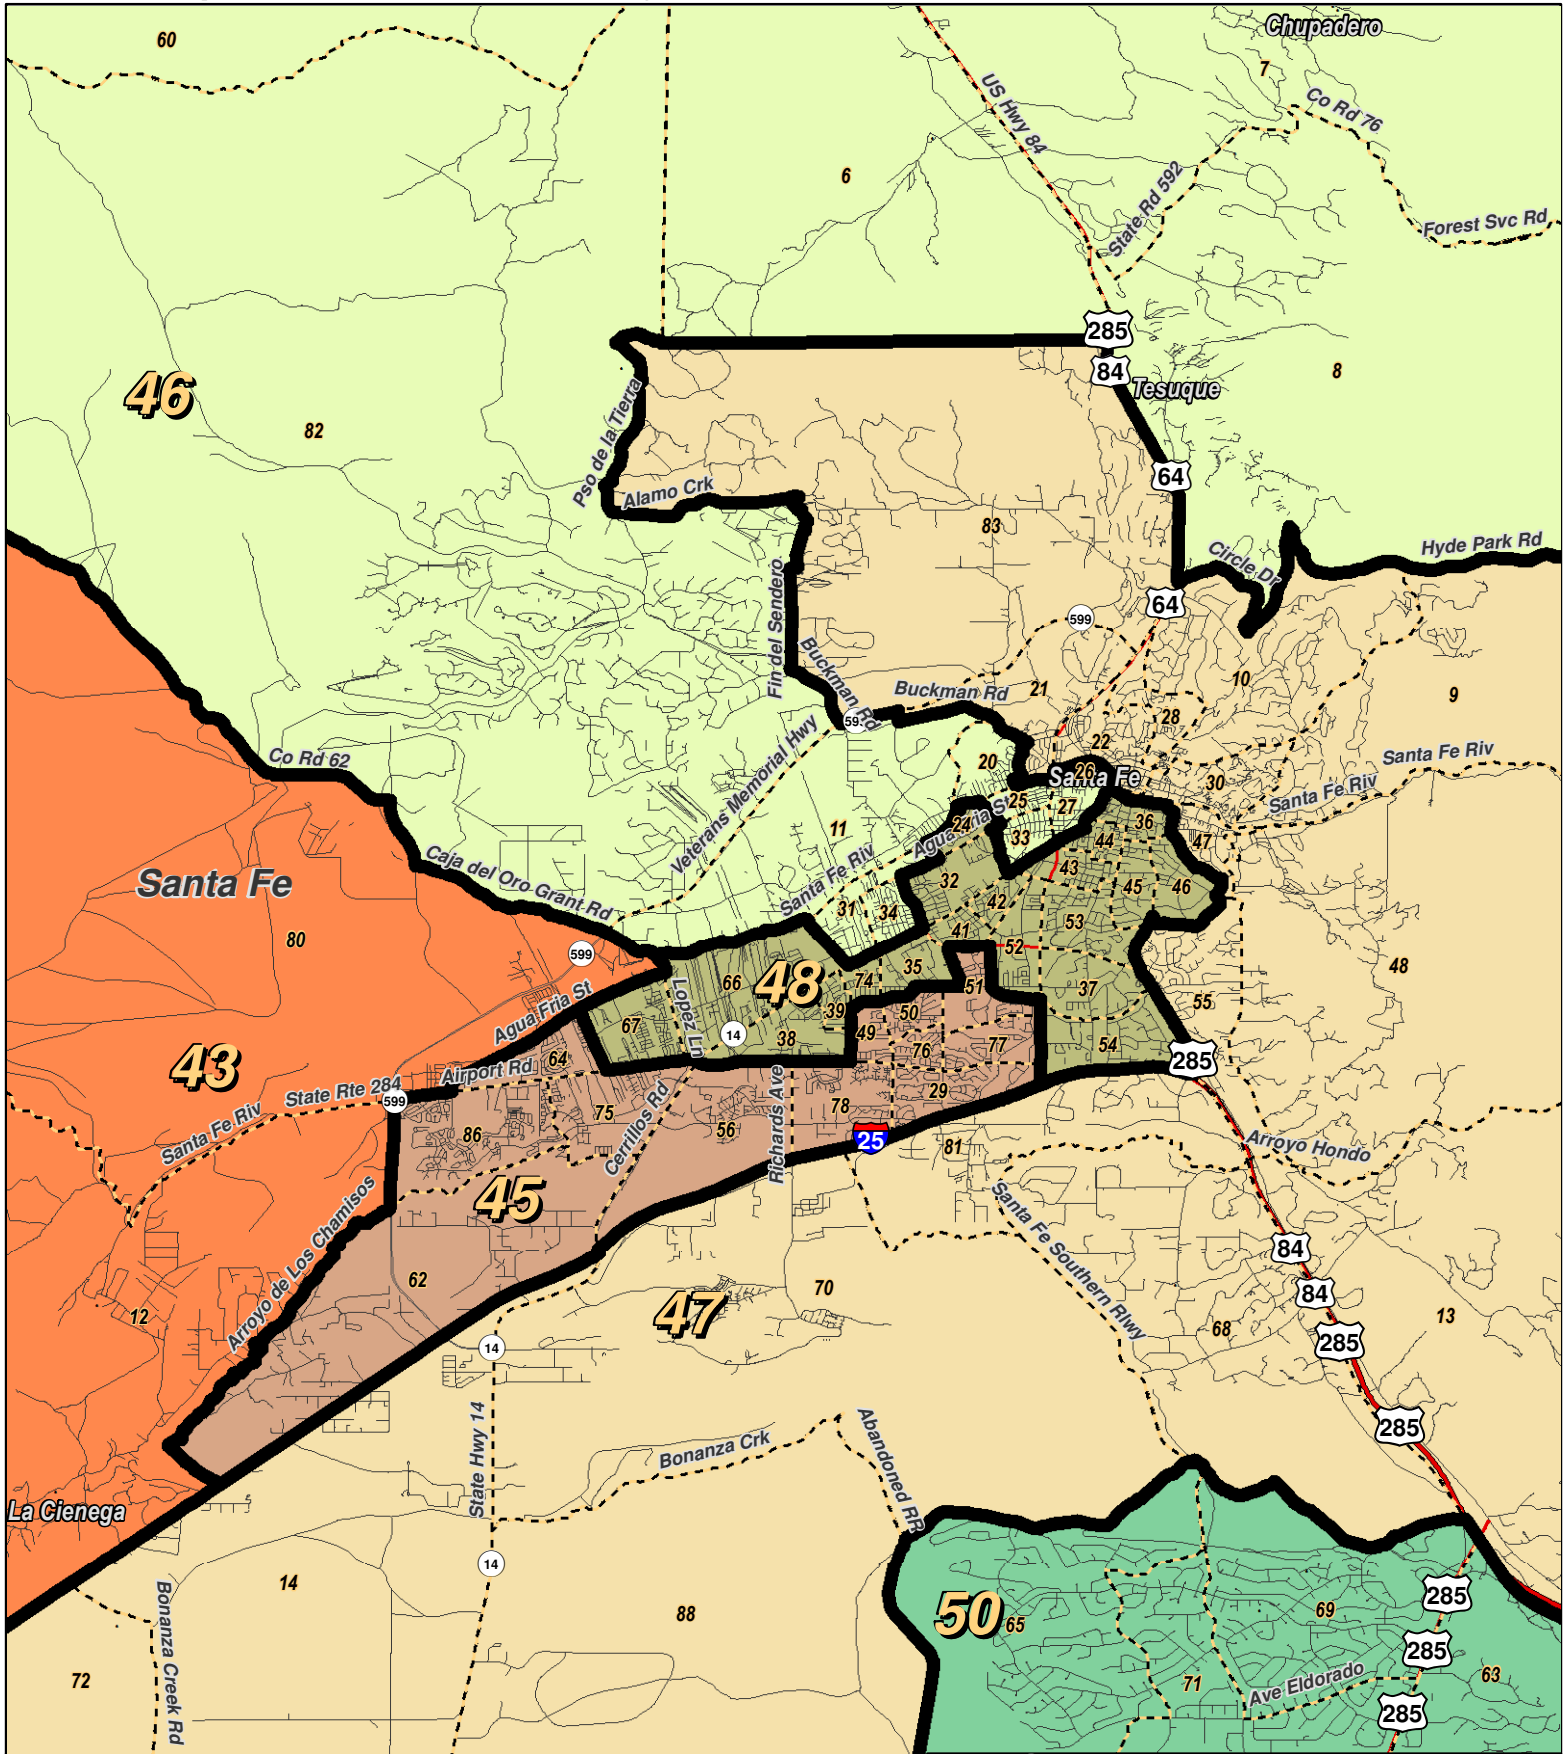 Chupadero
60
7
US Hwy 84
Co Rd 76
6
State Rd 592
Forest Svc Rd
285
84
Tesuque
8
46
82
Pso de la Tierra
Alamo Crk
64
83
Circle Dr
Hyde Park Rd
Fin del Sendero
64
599
Buckman Rd
Buckman Rd
21
10
9
28
22
59
Co Rd 62
Veterans Memorial Hwy
20
Santa Fe
26
30
Santa Fe Riv
Santa Fe Riv
25
27
24
Agua Fria St
33
36
11
44
47
Caja del Oro Grant Rd
Santa Fe Riv
Santa Fe
32
43
45
46
31
34
42
53
41
80
599
52
48
35
66
48
74
51
37
Lopez Ln
39
50
55
Agua Fria St
67
14
38
49
54
285
43
64
76
77
Airport Rd
State Rte 284
599
Santa Fe Riv
86
75
Cerrillos Rd
56
Richards Ave
78
29
25
81
Arroyo Hondo
45
Arroyo de Los Chamisos
Santa Fe Southern Rlwy
62
84
84
12
47
70
68
13
14
285
State Hwy 14
Bonanza Crk
Abandoned RR
285
La Cienega
14
14
Bonanza Creek Rd
88
50
65
69
285
285
72
71
Ave Eldorado
63
285